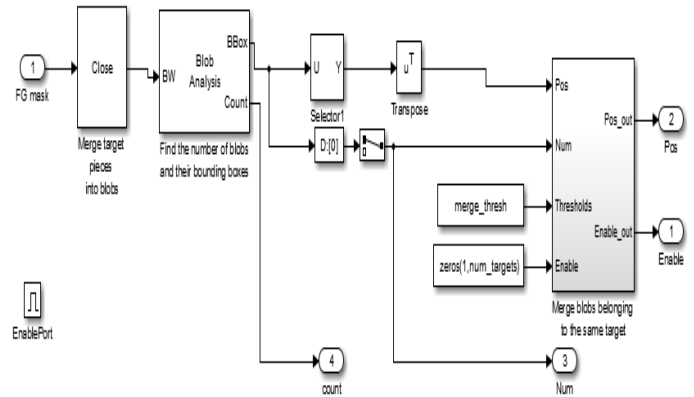 1
FG mask
Close
Merge target
pieces
into blobs
BW
Blob
Analysis
BBox
Count
Find the number of blobs
and their bounding boxes
U
Y
Selector1
u^T
Transpose
D:[0]
merge_thresh
zeros(1,num_targets)
Pos
Num
Thresholds
Enable
Pos_out
Enable_out
Merge blobs belonging
to the same target
2
Pos
1
Enable
EnablePort
4
count
3
Num